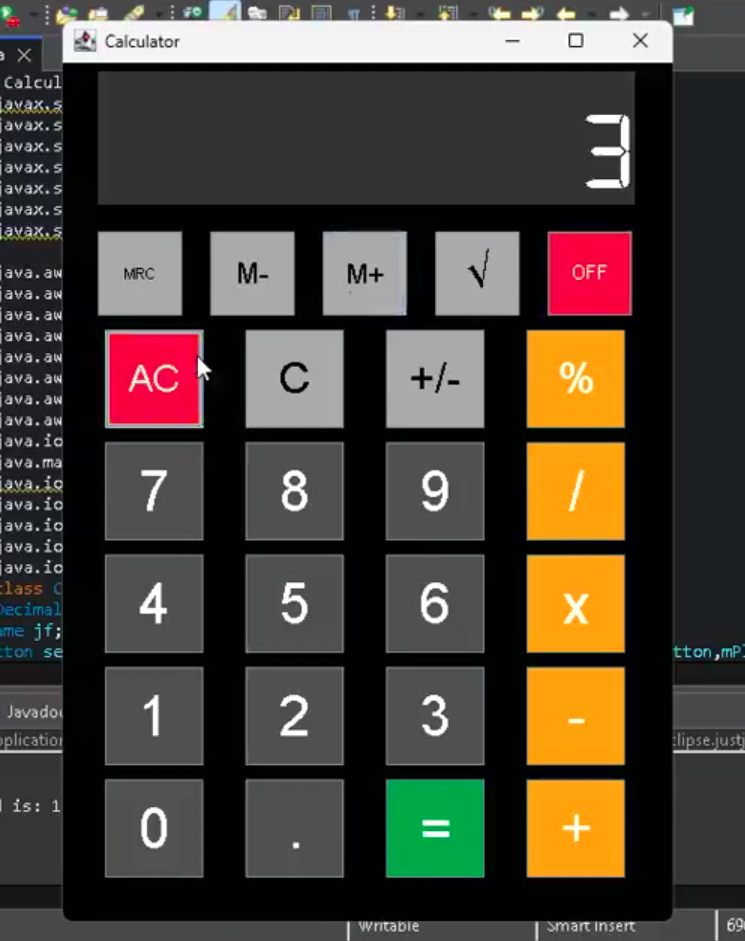 Calculator
Calcul
javax.s
javax.s
javax.s
javax.s
javax.s
javax.s
javax.s
java.aw
java.aw
java.aw
java.aw
java.aw
java.aw
java.aw
java.aw
java.io
java.ma
java.io
java.io
java.io
java.io
java.io
class C
Decimal
ame jf;
tton se
tton,mPl
3
MRC M- M+ √ OFF
AC C +/- %
7 8 9 /
4 5 6 x
1 2 3 -
0 . = +
Javadoc
pplication
clipse.justj
is: 1
Writable Smart Insert 69